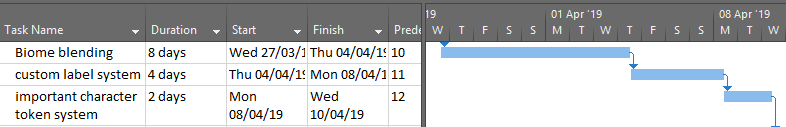 '19 01 Apr '19 08 Apr '19
Task Name Duration Start Finish Prede W T F S S M T W T F S S M T W
Biome blending 8 days Wed 27/03/1 Thu 04/04/19 10
custom label system 4 days Thu 04/04/19 Mon 08/04/1 11
important character 2 days Mon Wed 12
token system 08/04/19 10/04/19